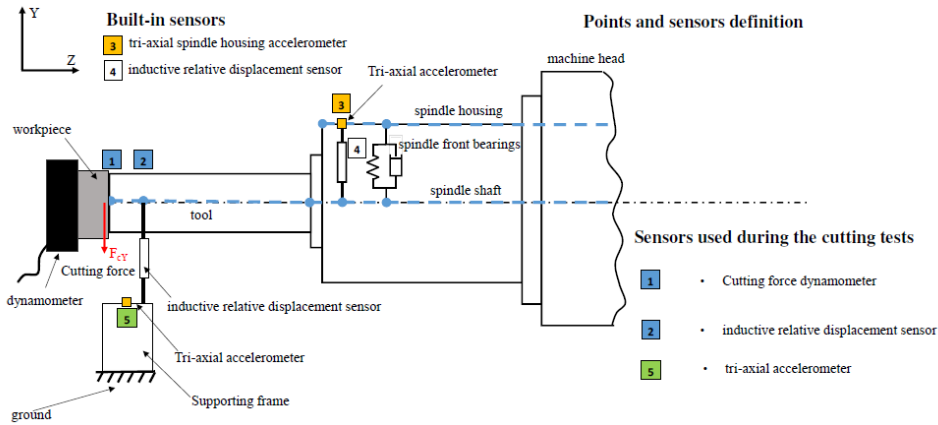 Y
Z
Built-in sensors
3 tri-axial spindle housing accelerometer
4 inductive relative displacement sensor
Points and sensors definition
machine head
Tri-axial accelerometer
3
spindle housing
workpiece
4
spindle front bearings
1 2
spindle shaft
tool
FcY
Cutting force
dynamometer
inductive relative displacement sensor
5
Tri-axial accelerometer
Supporting frame
ground
Sensors used during the cutting tests
1 • Cutting force dynamometer
2 • inductive relative displacement sensor
5 • tri-axial accelerometer